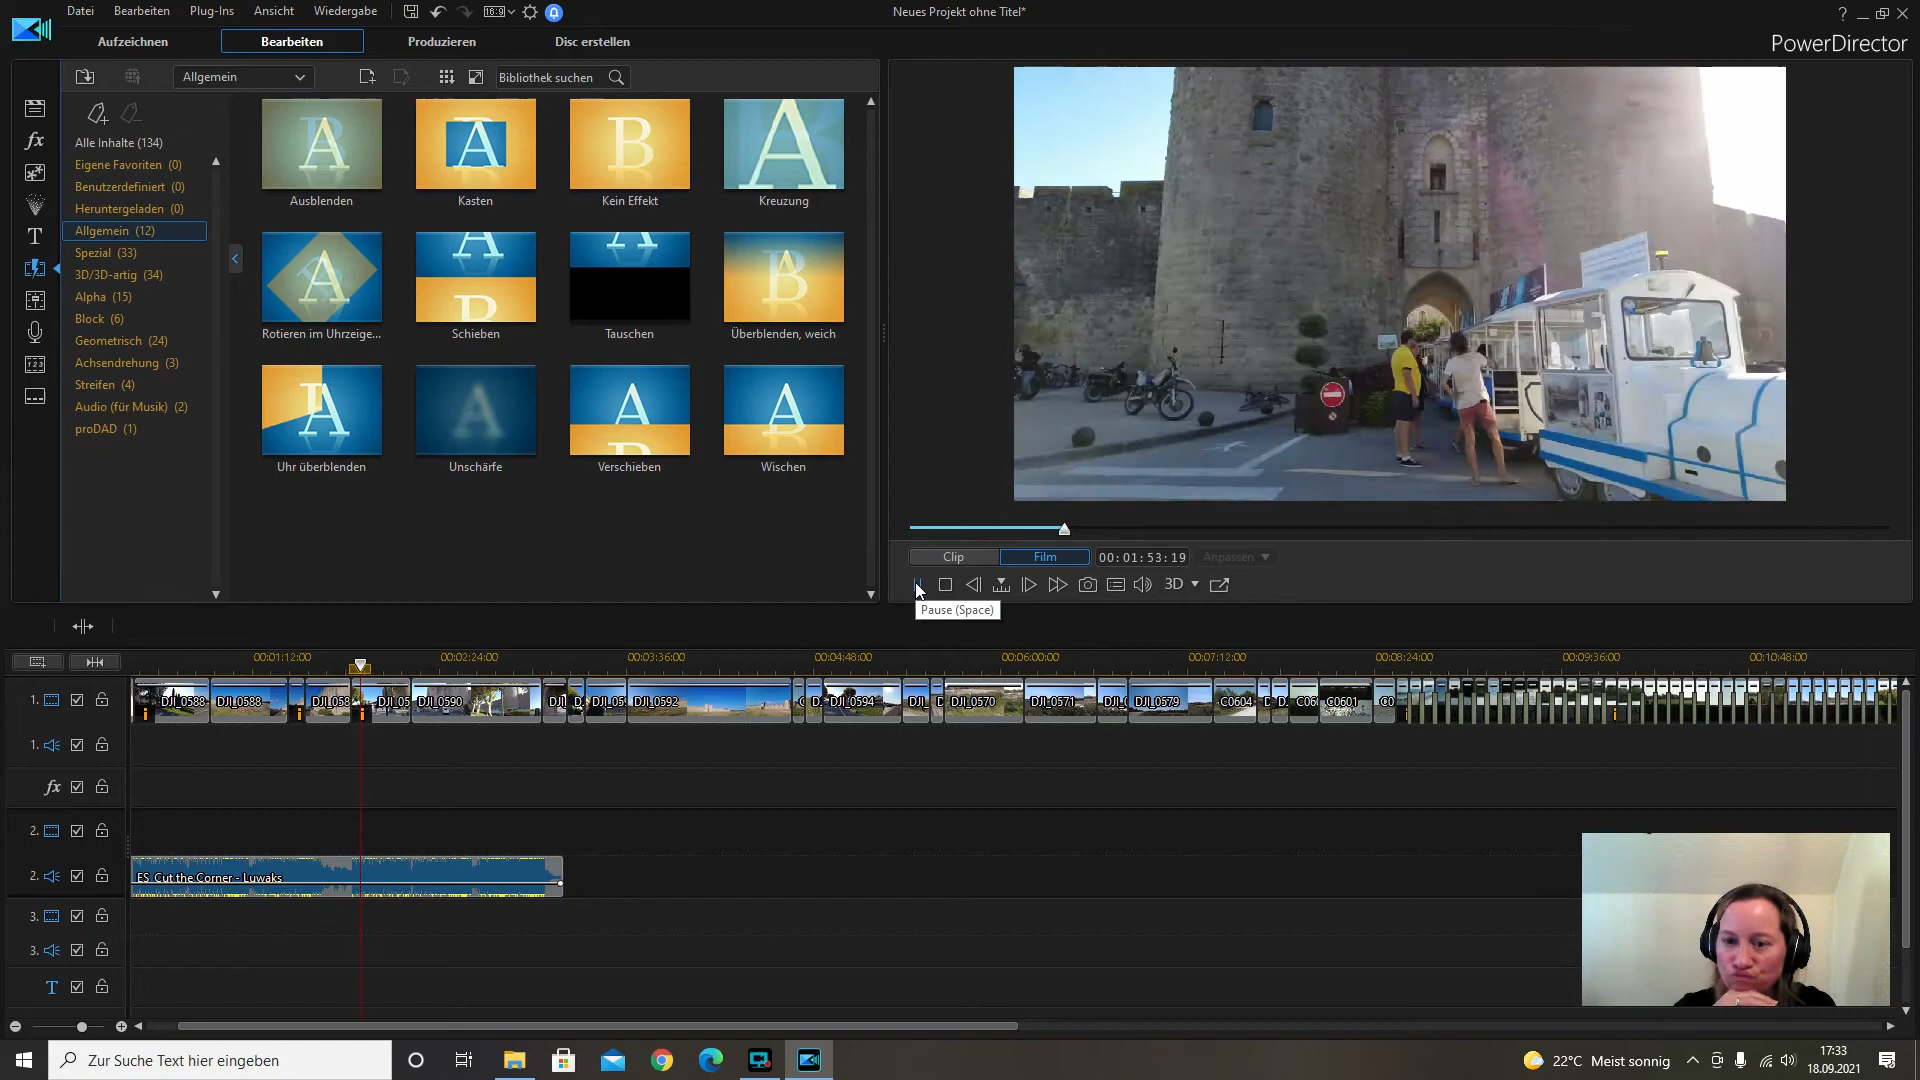 Datei Bearbeiten Plug-Ins Ansicht Wiedergabe 16:9 Neues Projekt ohne Titel* ?
Aufzeichnen Bearbeiten Produzieren Disc erstellen PowerDirector
Allgemein Bibliothek suchen
Alle Inhalte (134)
Eigene Favoriten (0)
Benutzerdefiniert (0)
Heruntergeladen (0)
Allgemein (12)
Spezial (33)
3D/3D-artig (34)
Alpha (15)
Block (6)
Geometrisch (24)
Achsendrehung (3)
Streifen (4)
Audio (für Musik) (2)
proDAD (1)
Ausblenden Kasten Kein Effekt Kreuzung
Rotieren im Uhrzeige... Schieben Tauschen Überblenden, weich
Uhr überblenden Unschärfe Verschieben Wischen
Clip Film 00:01:53:19 Anpassen
3D
Pause (Space)
00:01:12:00 00:02:24:00 00:03:36:00 00:04:48:00 00:06:00:00 00:07:12:00 00:08:24:00 00:09:36:00 00:10:48:00
1. DJI_0588 DJI_0588 DJI_058 DJI_05 DJI_0590 DJI D. DJI_05 DJI_0592 D. DJI_0594 DJI_ D DJI_0570 DJI_0571 DJI_ DJI_0579 C0604 D D. C06 C0601 C0
1.
fx
2.
2. ES_Cut the Corner - Luwaks
3.
3.
T
Zur Suche Text hier eingeben 22°C Meist sonnig 17:33
18.09.2021